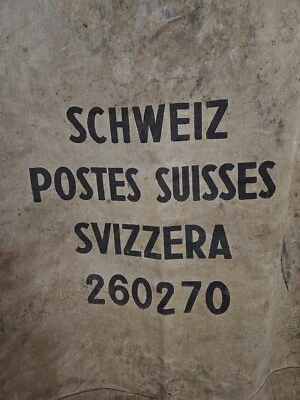 SCHWEIZ
POSTES SUISSES
SVIZZERA
260270